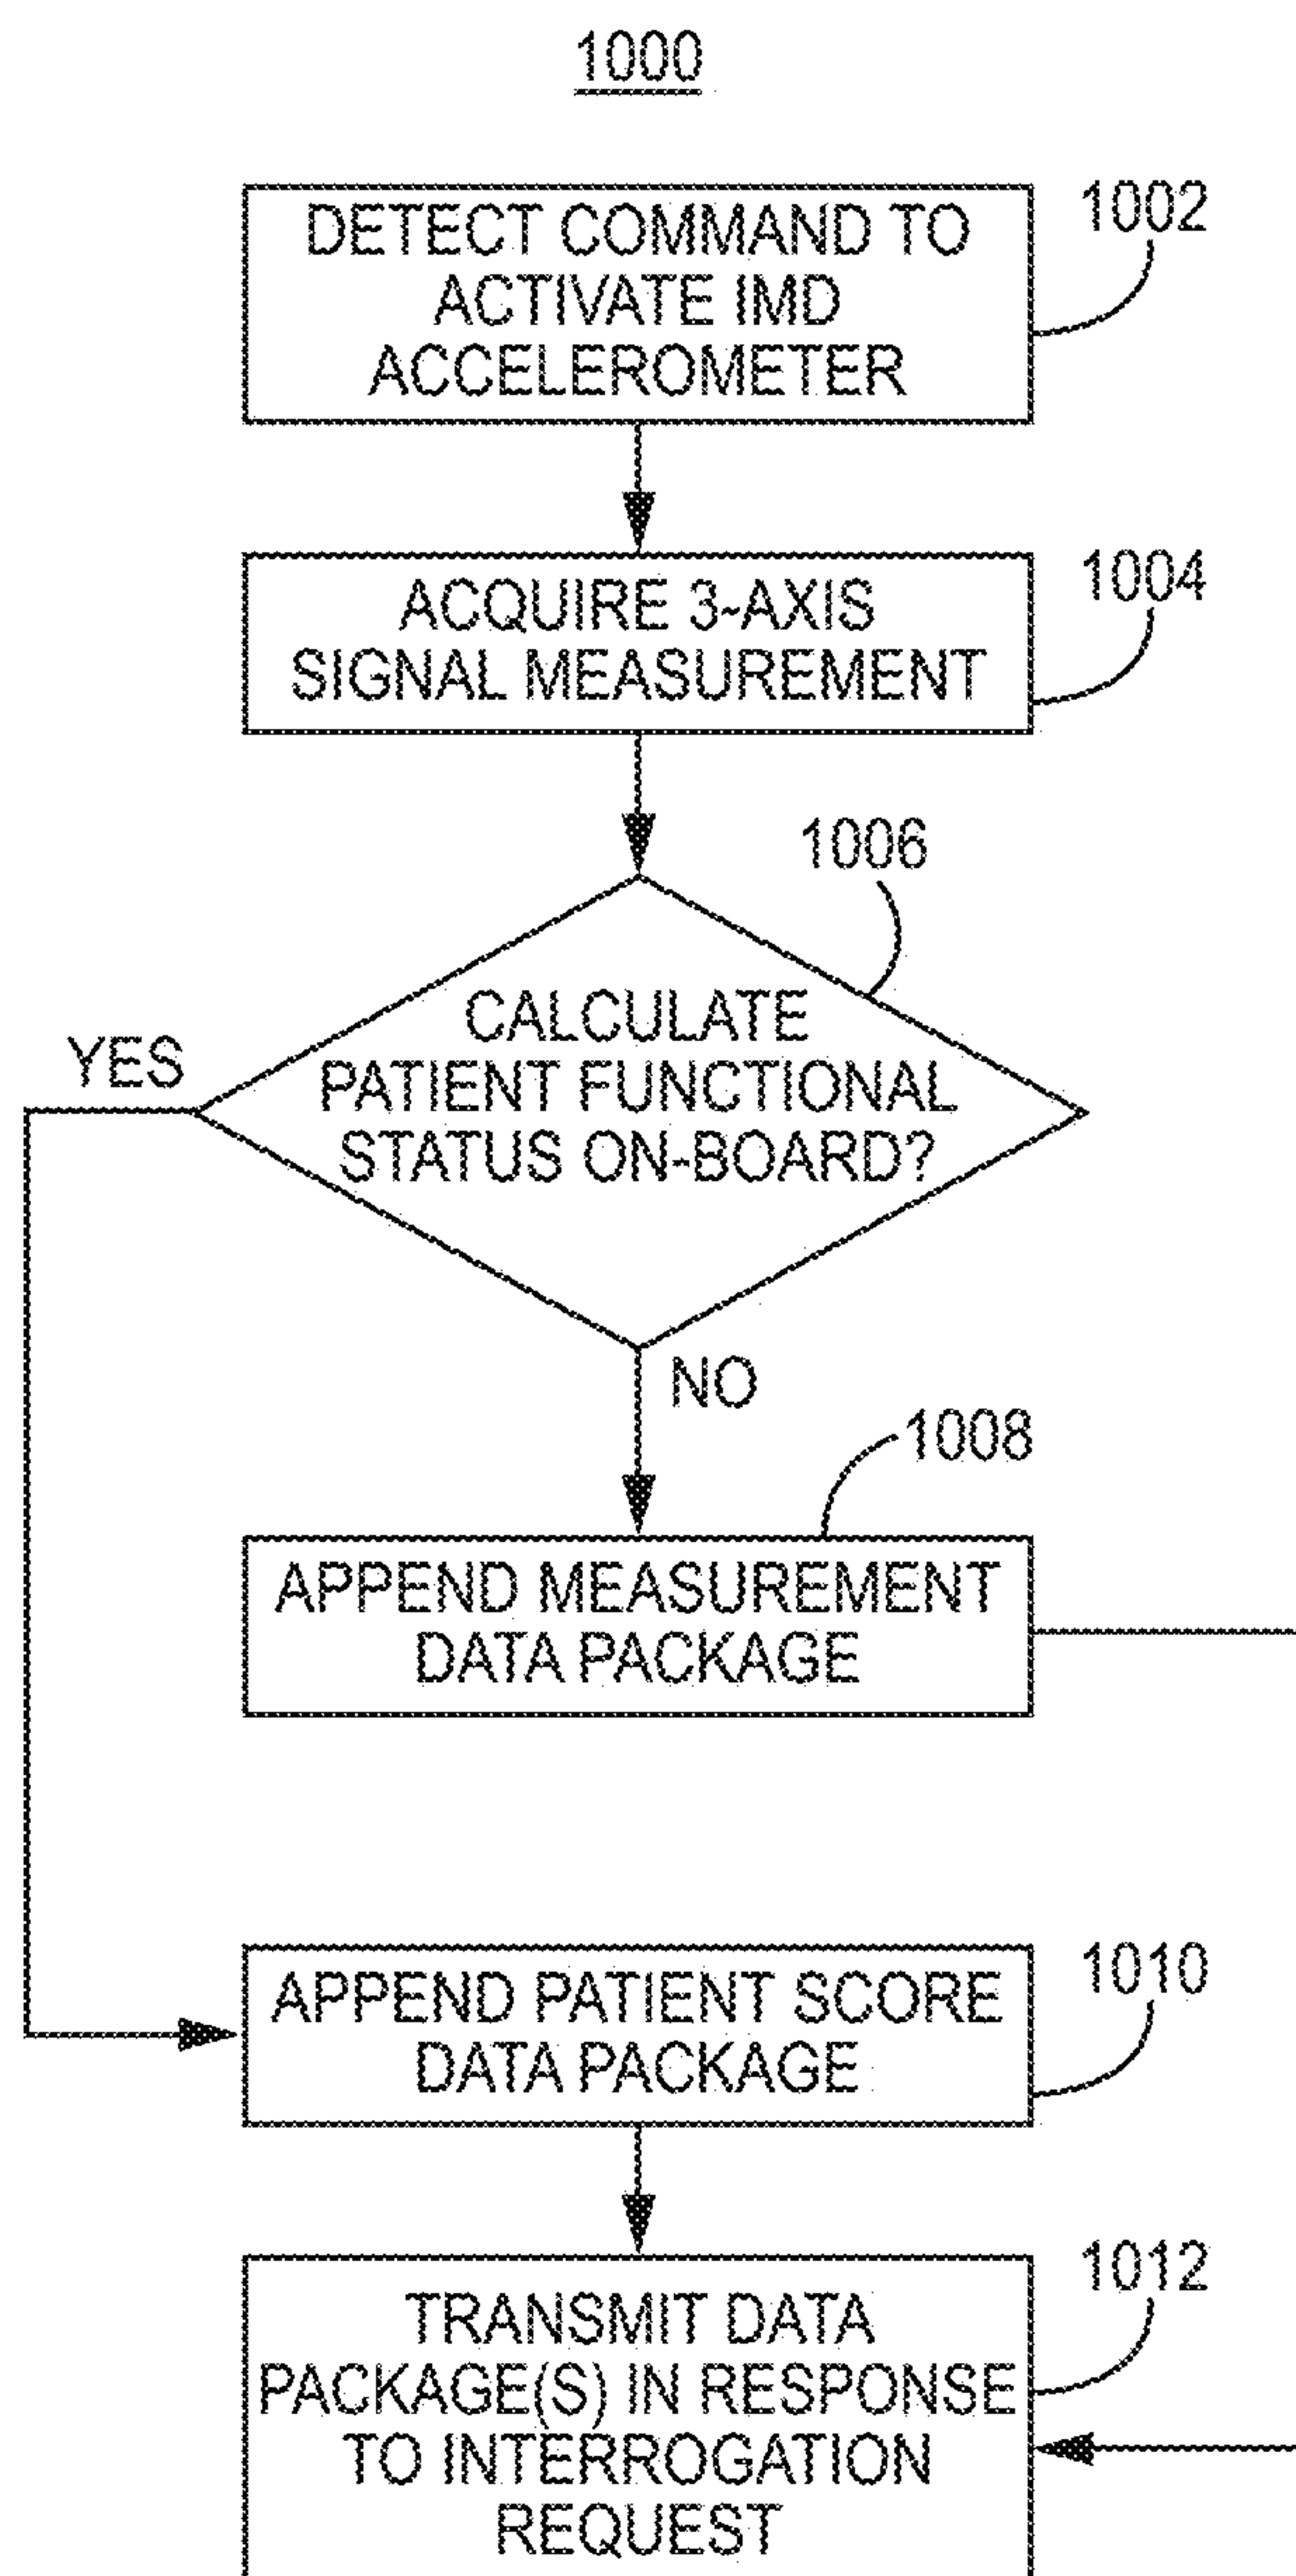 1000
DETECT COMMAND TO
ACTIVATE IMD
ACCELEROMETER
1002
ACQUIRE 3-AXIS
SIGNAL MEASUREMENT
1004
1006
CALCULATE
PATIENT FUNCTIONAL
STATUS ON-BOARD?
YES
NO
1008
APPEND MEASUREMENT
DATA PACKAGE
APPEND PATIENT SCORE
DATA PACKAGE
1010
TRANSMIT DATA
PACKAGE(S) IN RESPONSE
TO INTERROGATION
REQUEST
1012